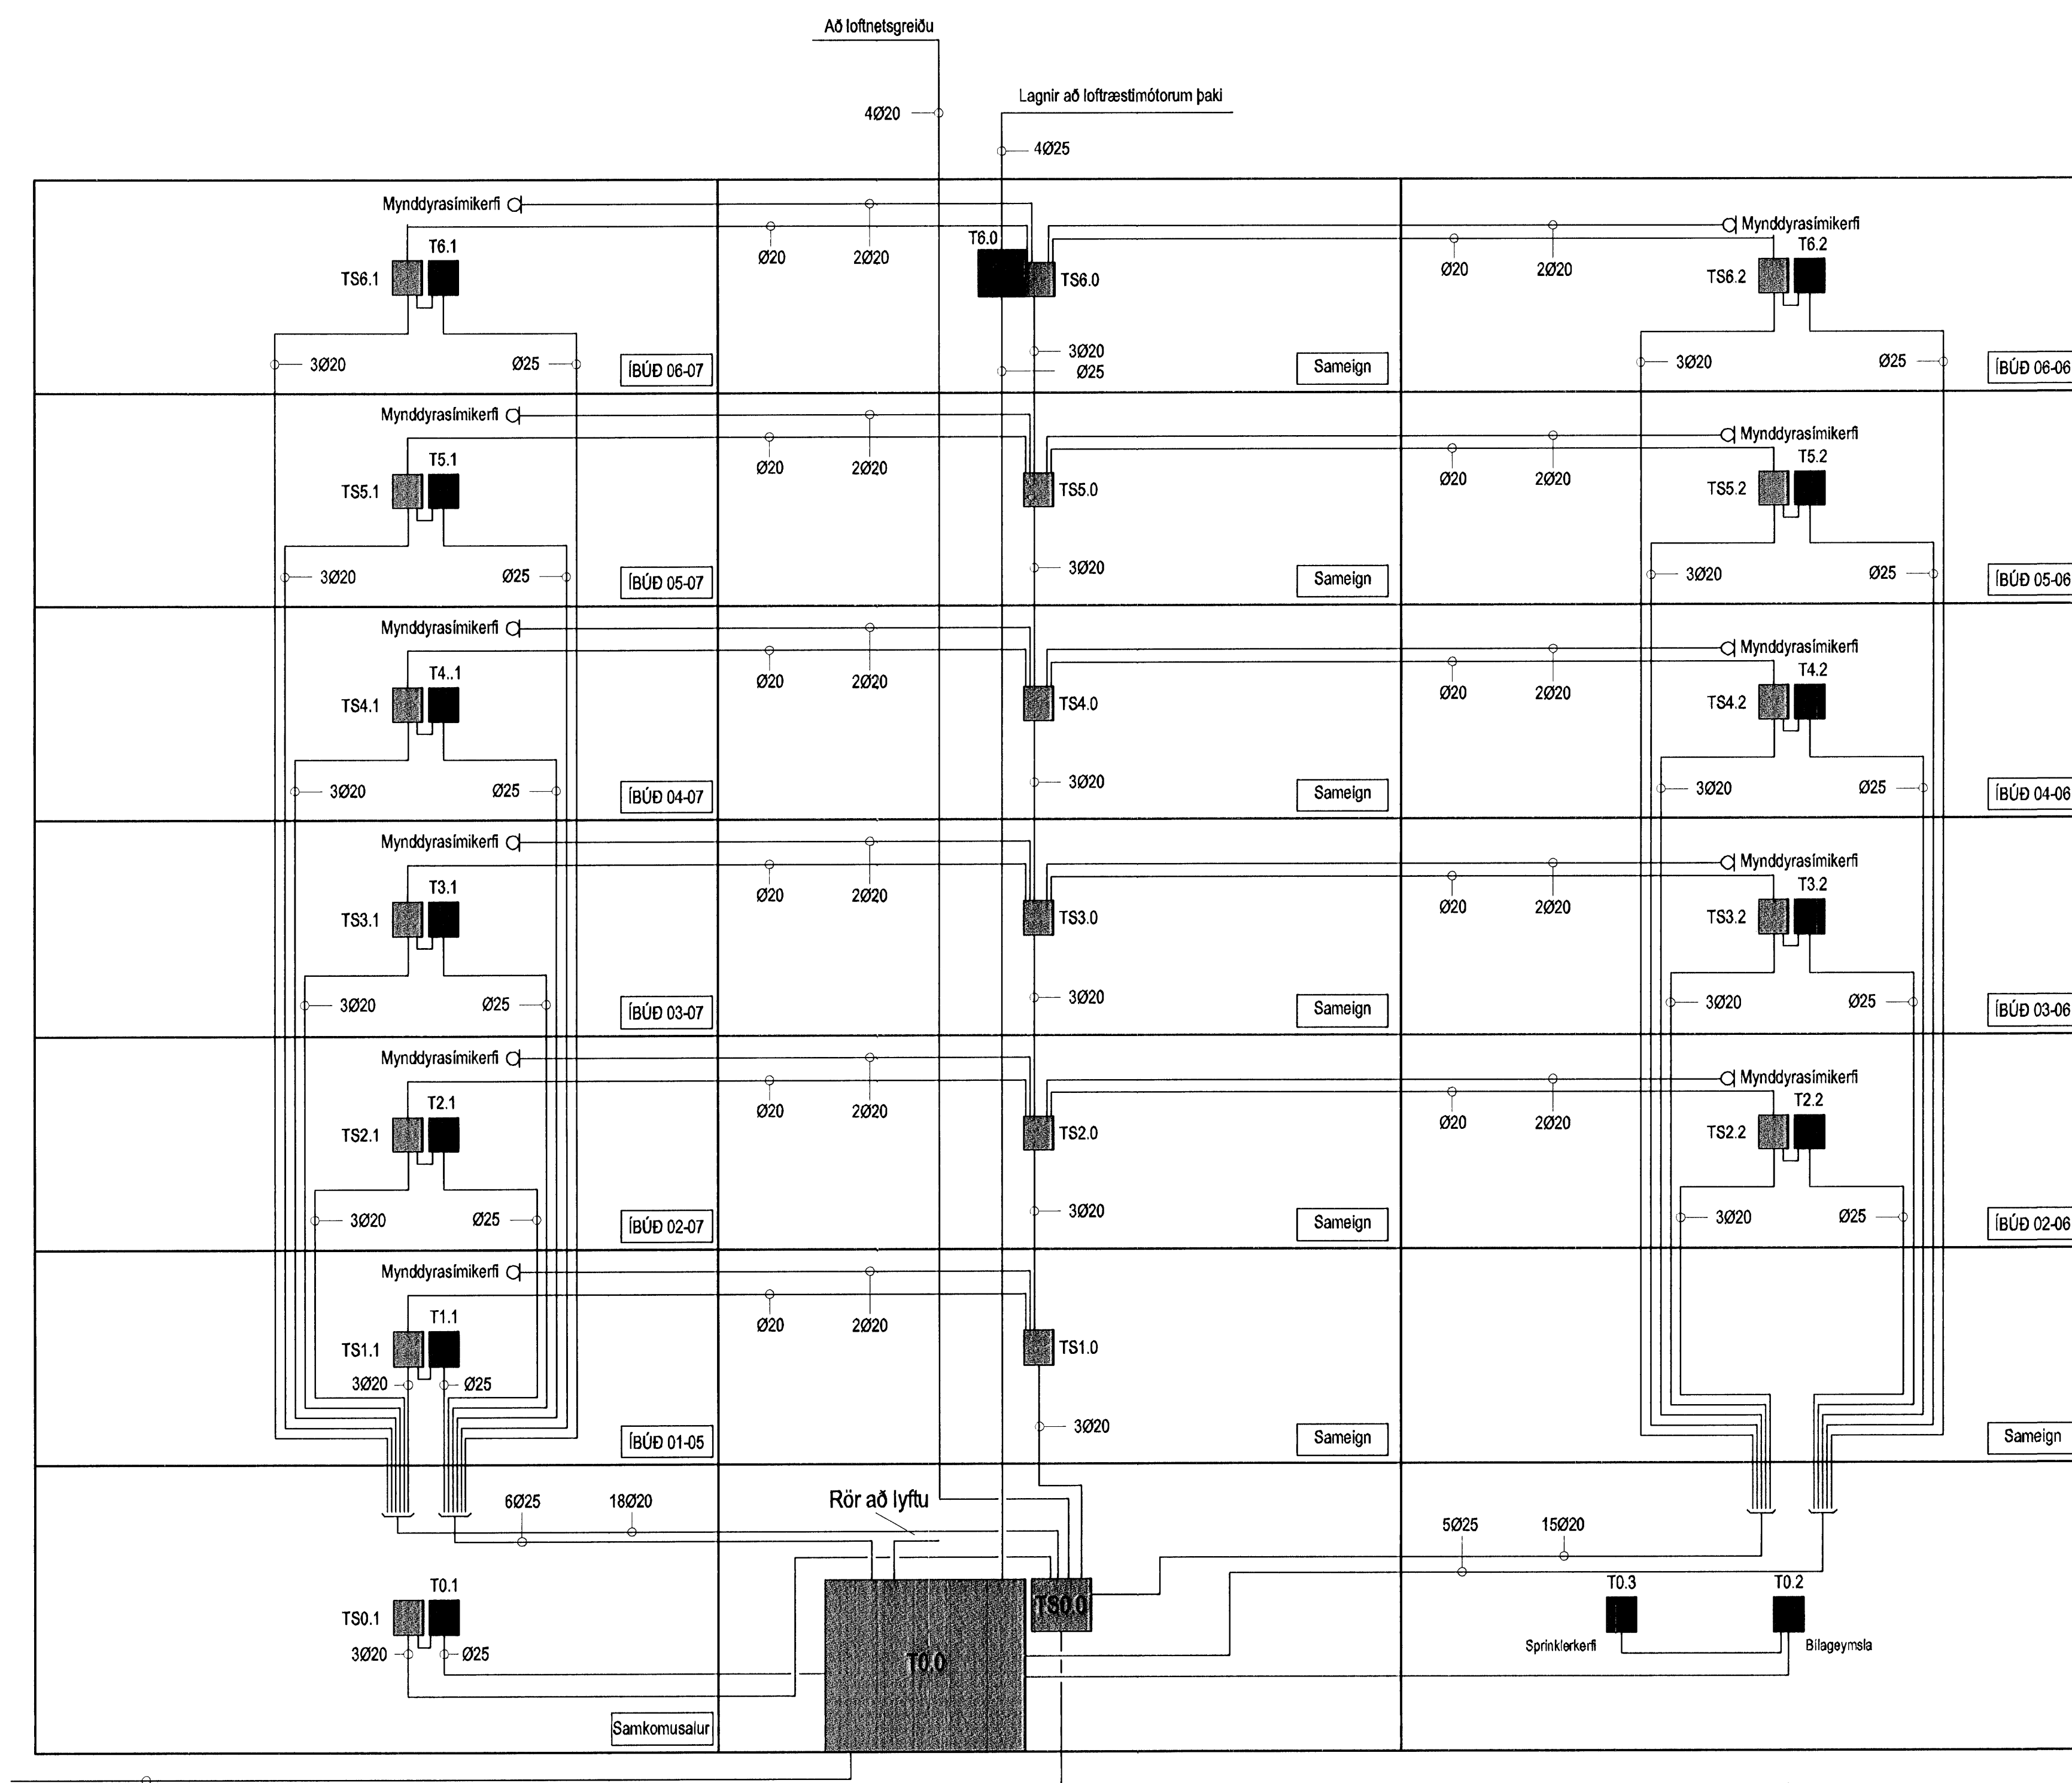 Að loftnetsgreiðu
4Ø20
Lagnir að loftræstimótorum þaki
4Ø25
Mynddyrasímikerfi
Ø20
2Ø20
T6.0
TS6.0
Ø20
2Ø20
Mynddyrasímikerfi
T6.1
TS6.1
T6.2
TS6.2
3Ø20
Ø25
ÍBÚÐ 06-07
3Ø20
Ø25
Sameign
3Ø20
Ø25
ÍBÚÐ 06-06
Mynddyrasímikerfi
Ø20
2Ø20
Ø20
2Ø20
Mynddyrasímikerfi
T5.1
TS5.1
TS5.0
T5.2
TS5.2
3Ø20
Ø25
ÍBÚÐ 05-07
3Ø20
Sameign
3Ø20
Ø25
ÍBÚÐ 05-06
Mynddyrasímikerfi
Ø20
2Ø20
Ø20
2Ø20
Mynddyrasímikerfi
T4..1
TS4.1
TS4.0
T4.2
TS4.2
3Ø20
Ø25
ÍBÚÐ 04-07
3Ø20
Sameign
3Ø20
Ø25
ÍBÚÐ 04-06
Mynddyrasímikerfi
Ø20
2Ø20
Ø20
2Ø20
Mynddyrasímikerfi
T3.1
TS3.1
TS3.0
T3.2
TS3.2
3Ø20
Ø25
ÍBÚÐ 03-07
3Ø20
Sameign
3Ø20
Ø25
ÍBÚÐ 03-06
Mynddyrasímikerfi
Ø20
2Ø20
Ø20
2Ø20
Mynddyrasímikerfi
T2.1
TS2.1
TS2.0
T2.2
TS2.2
3Ø20
Ø25
ÍBÚÐ 02-07
3Ø20
Sameign
3Ø20
Ø25
ÍBÚÐ 02-06
Mynddyrasímikerfi
Ø20
2Ø20
T1.1
TS1.1
TS1.0
3Ø20
Ø25
ÍBÚÐ 01-05
3Ø20
Sameign
Sameign
6Ø25
18Ø20
Rör að lyftu
5Ø25
15Ø20
T0.1
TS0.1
3Ø20
Ø25
Samkomusalur
T0.0
TS0.0
T0.3
Sprinklerkerfi
T0.2
Bílageymsla